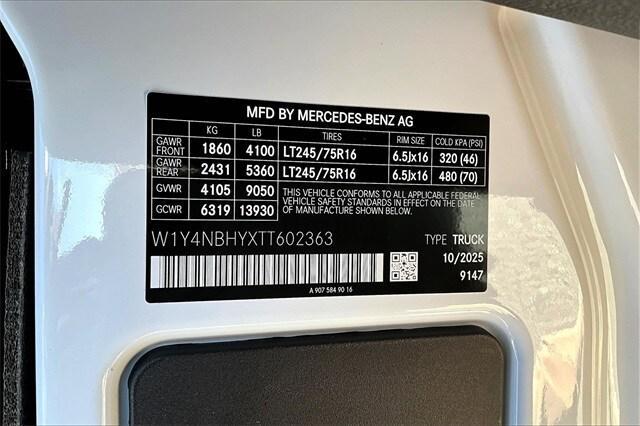 MFD BY MERCEDES-BENZ AG
KG LB TIRES RIM SIZE COLD KPA (PSI)
GAWR FRONT 1860 4100 LT245/75R16 6.5Jx16 320 (46)
GAWR REAR 2431 5360 LT245/75R16 6.5Jx16 480 (70)
GVWR 4105 9050 THIS VEHICLE CONFORMS TO ALL APPLICABLE FEDERAL
VEHICLE SAFETY STANDARDS IN EFFECT ON THE DATE
GCWR 6319 13930 OF MANUFACTURE SHOWN ABOVE.
W1Y4NBHYXTT602363 TYPE TRUCK
10/2025
9147
A 907 584 90 16